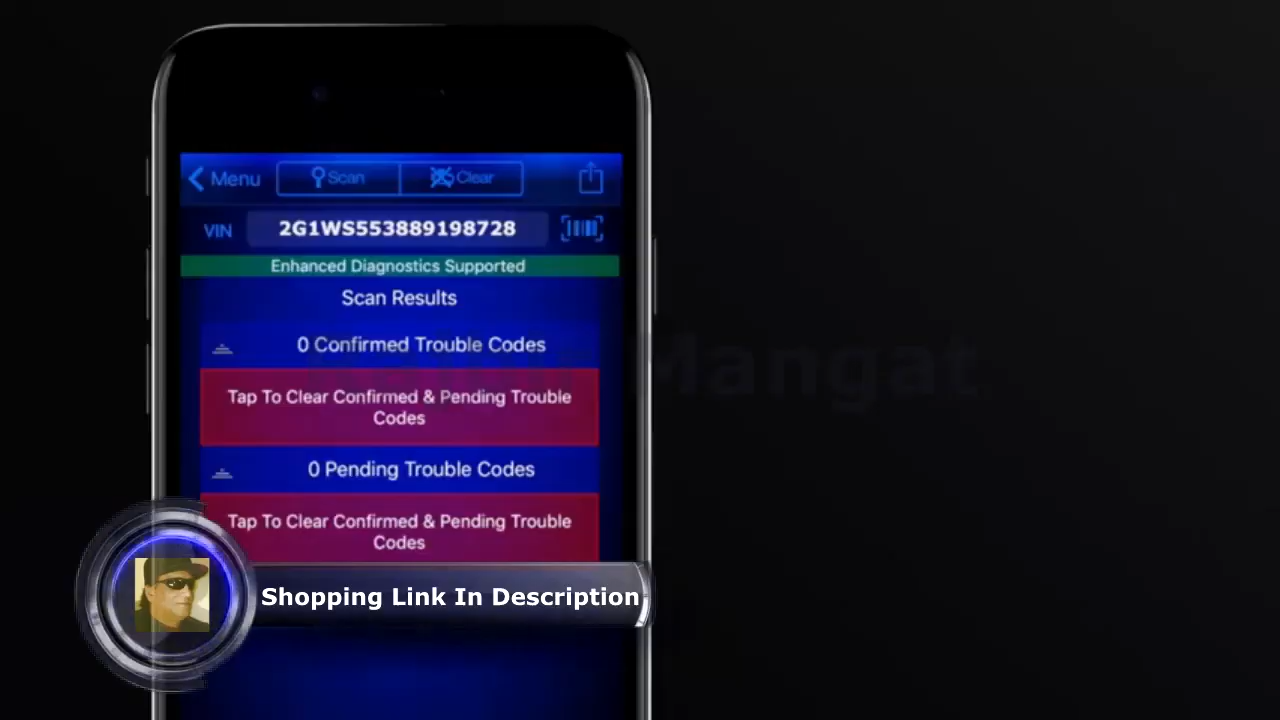 Menu
Scan
Clear
VIN
2G1WS553889198728
Enhanced Diagnostics Supported
Scan Results
0 Confirmed Trouble Codes
Mangat
Tap To Clear Confirmed & Pending Trouble
Codes
0 Pending Trouble Codes
Tap To Clear Confirmed & Pending Trouble
Codes
Shopping Link In Description